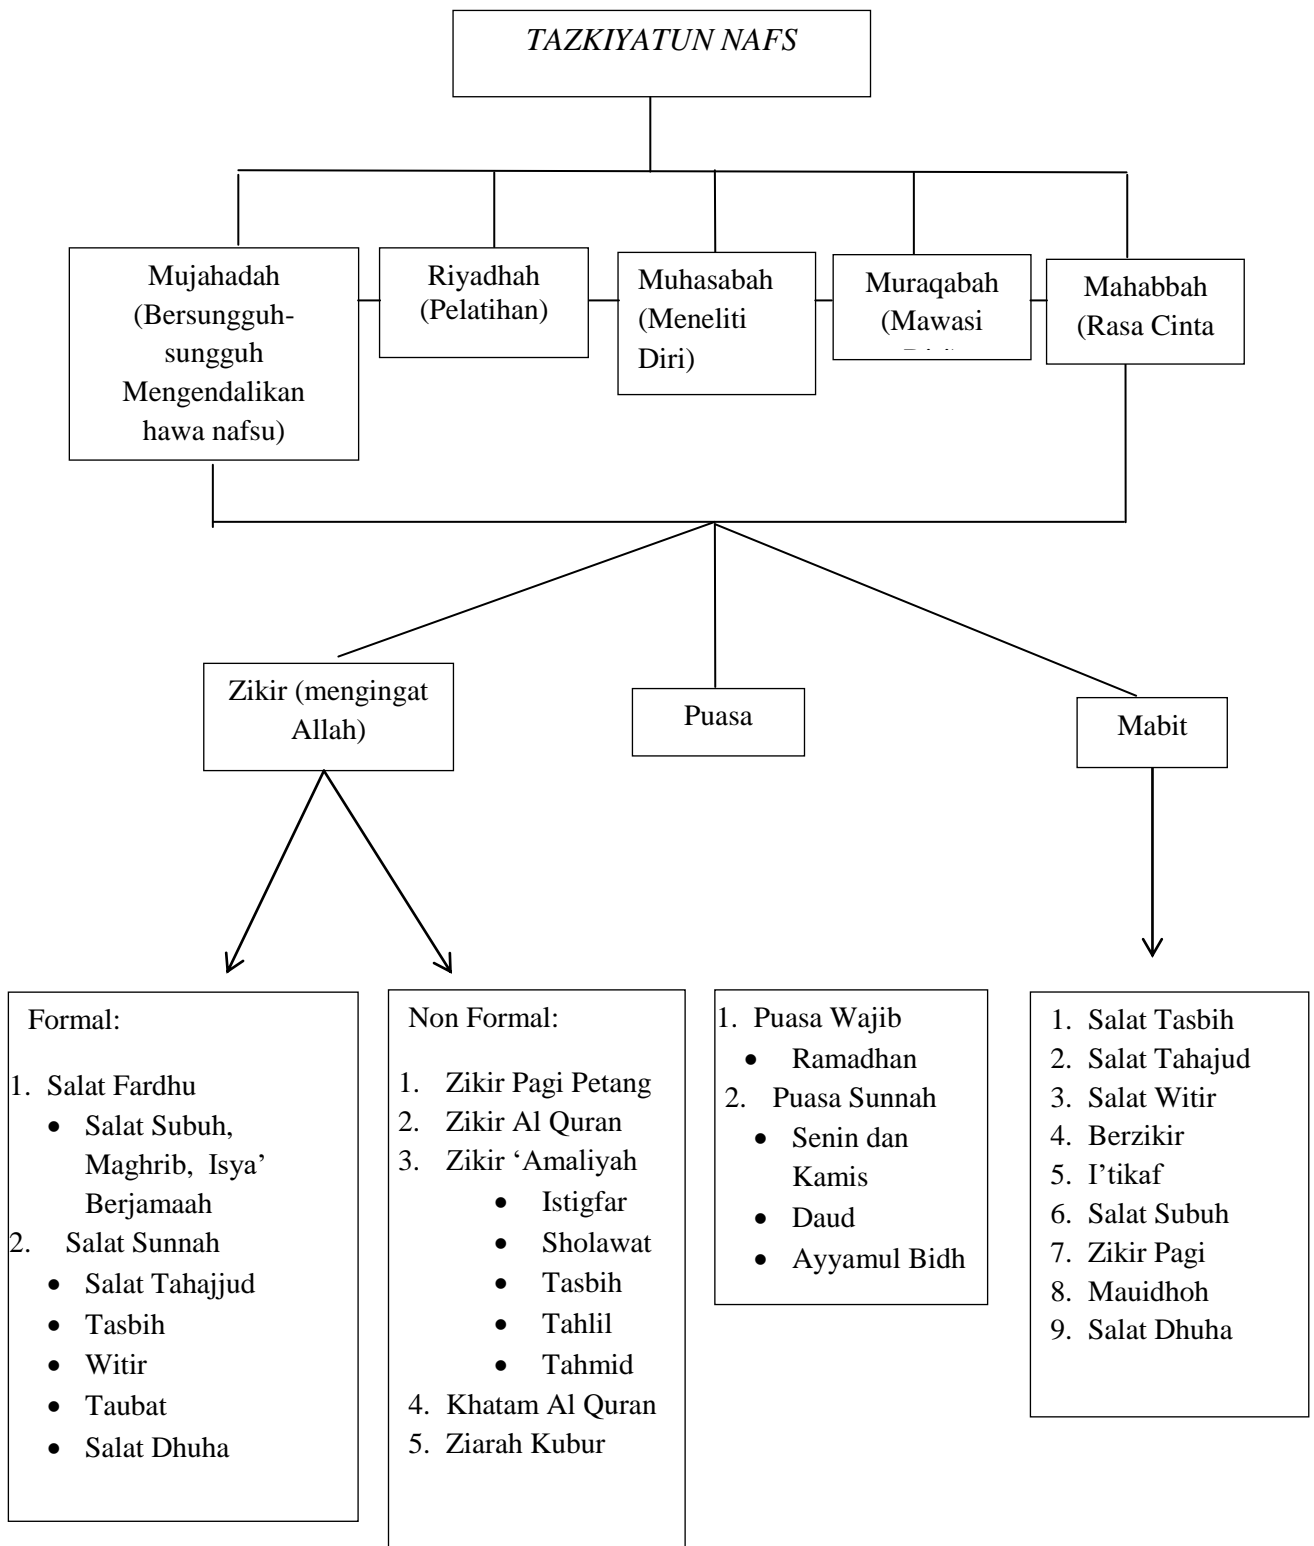 TAZKIYATUN NAFS
Mujahadah
(Bersungguh-
sungguh
Mengendalikan
hawa nafsu)
Riyadhah
(Pelatihan)
Muhasabah
(Meneliti
Diri)
Muraqabah
(Mawasi
Mahabbah
(Rasa Cinta
Zikir (mengingat
Allah)
Puasa
Mabit
Formal:
1. Salat Fardhu
• Salat Subuh,
Maghrib, Isya’
Berjamaah
2. Salat Sunnah
• Salat Tahajjud
• Tasbih
• Witir
• Taubat
• Salat Dhuha
Non Formal:
1. Zikir Pagi Petang
2. Zikir Al Quran
3. Zikir ‘Amaliyah
• Istigfar
• Sholawat
• Tasbih
• Tahlil
• Tahmid
4. Khatam Al Quran
5. Ziarah Kubur
1. Puasa Wajib
• Ramadhan
2. Puasa Sunnah
• Senin dan
Kamis
• Daud
• Ayyamul Bidh
1. Salat Tasbih
2. Salat Tahajud
3. Salat Witir
4. Berzikir
5. I’tikaf
6. Salat Subuh
7. Zikir Pagi
8. Mauidhoh
9. Salat Dhuha